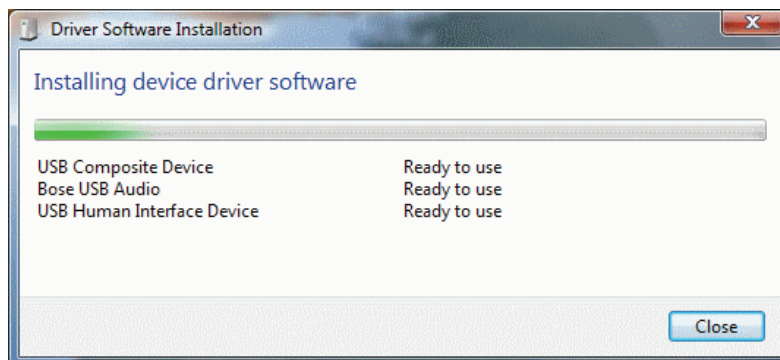 Driver Software Installation
Installing device driver software
USB Composite Device Ready to use
Bose USB Audio Ready to use
USB Human Interface Device Ready to use
Close